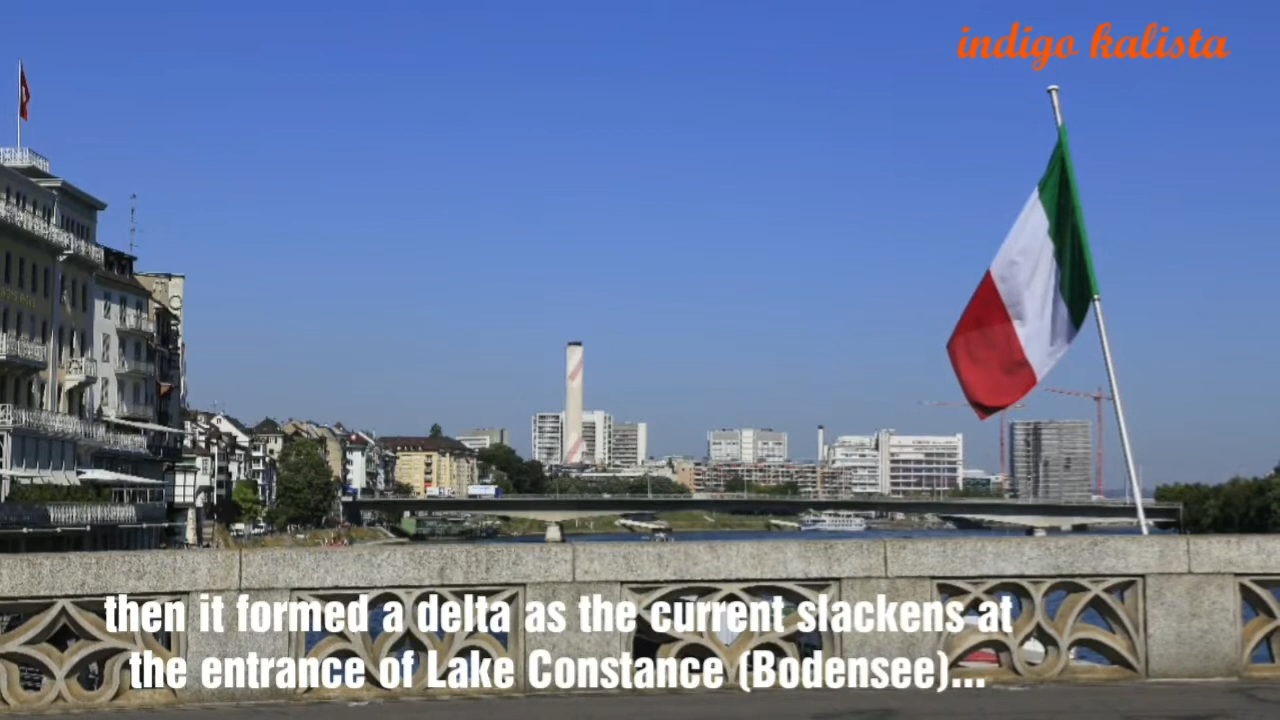 indigo kalista
then it formed a delta as the current slackens at
the entrance of Lake Constance (Bodensee)...